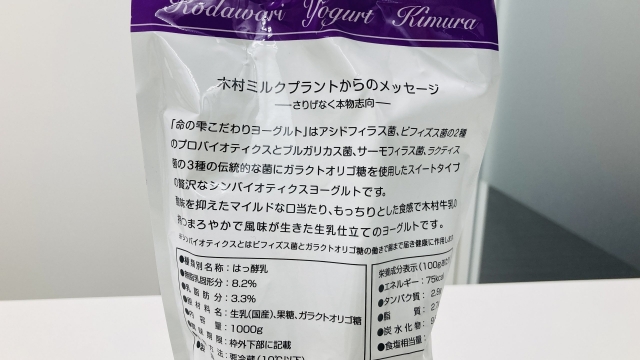 Kodawari Yogurt Kimura
木村ミルクプラントからのメッセージ
―さりげなく本物志向―
「命の雫こだわりヨーグルト」はアシドフィラス菌、ビフィズス菌の2種
のプロバイオティクスとブルガリカス菌、サーモフィラス菌、ラクティス
菌の3種の伝統的な菌にガラクトオリゴ糖を使用したスイートタイプ
の贅沢なシンバイオティクスヨーグルトです。
酸味を抑えたマイルドな口当たり、もっちりとした食感で木村牛乳の
持つまろやかで風味が生きた生乳仕立てのヨーグルトです。
※シンバイオティクスとはビフィズス菌とガラクトオリゴ糖の働きで腸まで届き健康に作用します。
●種類別名称：はっ酵乳
●無脂乳固形分：8.2%
●乳脂肪分：3.3%
●原材料名：生乳(国産)、果糖、ガラクトオリゴ糖
●内容量：1000g
●賞味期限：枠外下部に記載
●保存方法：要冷蔵(10℃以下)
栄養成分表示(100g
●エネルギー：75kcal
●タンパク質：2.
●脂質：2.
●炭水化物：
●食塩相当量：